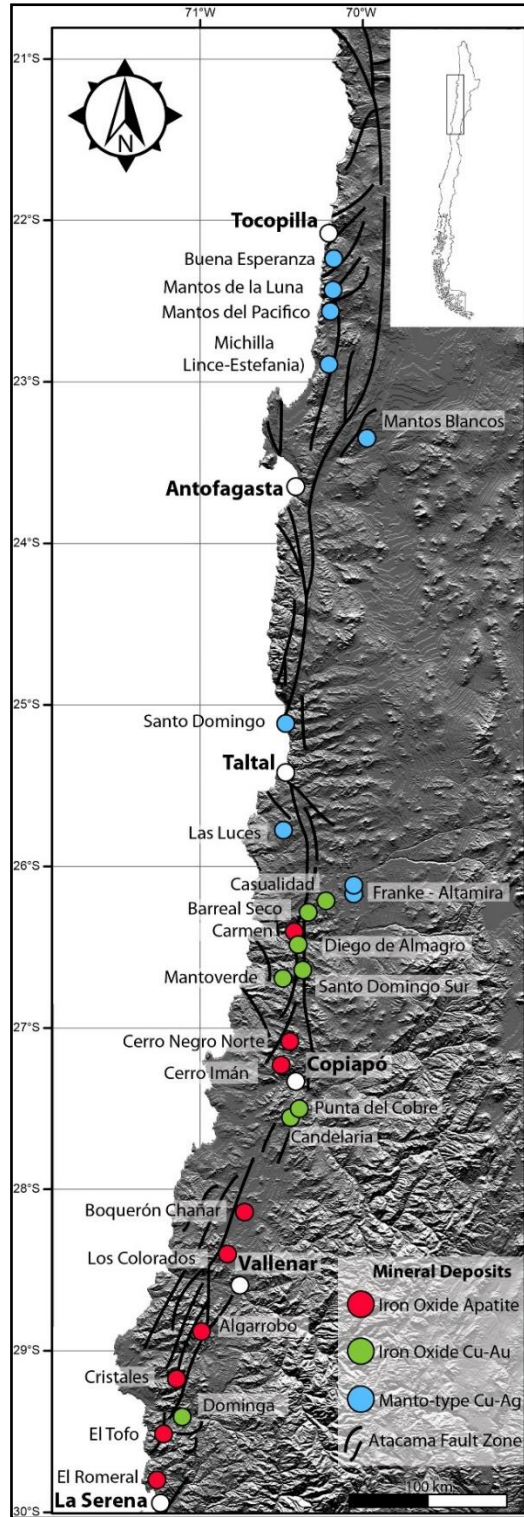 71°W
70°W
21°S
N
22°S
Tocopilla
Buena Esperanza
Mantos de la Luna
Mantos del Pacifico
Michilla
Lince-Estefania)
23°S
Mantos Blancos
Antofagasta
24°S
25°S
Santo Domingo
Taltal
Las Luces
26°S
Casualidad
Franke - Altamira
Barreal Seco
Carmen
Diego de Almagro
Mantoverde
Santo Domingo Sur
27°S
Cerro Negro Norte
Copiapó
Cerro Imán
Punta del Cobre
Candelaria
28°S
Boquerón Chañar
Los Colorados
Vallenar
Mineral Deposits
Iron Oxide Apatite
29°S
Algarrobo
Iron Oxide Cu-Au
Cristales
Dominga
Manto-type Cu-Ag
El Tofo
Atacama Fault Zone
El Romeral
100 km
La Serena
30°S